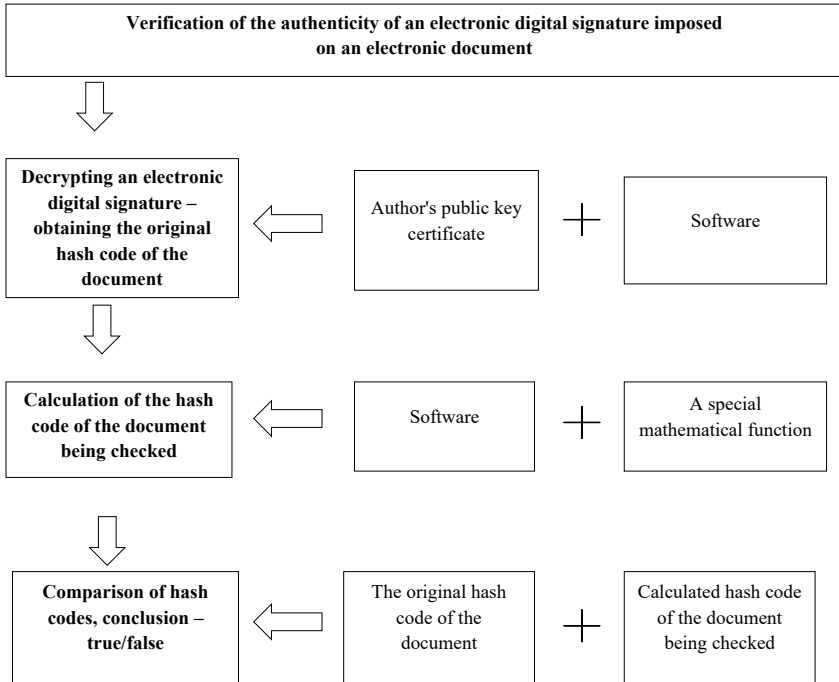 Verification of the authenticity of an electronic digital signature imposed
on an electronic document
Decrypting an electronic
digital signature –
obtaining the original
hash code of the
document
Author's public key
certificate
Software
Calculation of the hash
code of the document
being checked
Software
A special
mathematical function
Comparison of hash
codes, conclusion –
true/false
The original hash
code of the
document
Calculated hash code
of the document
being checked